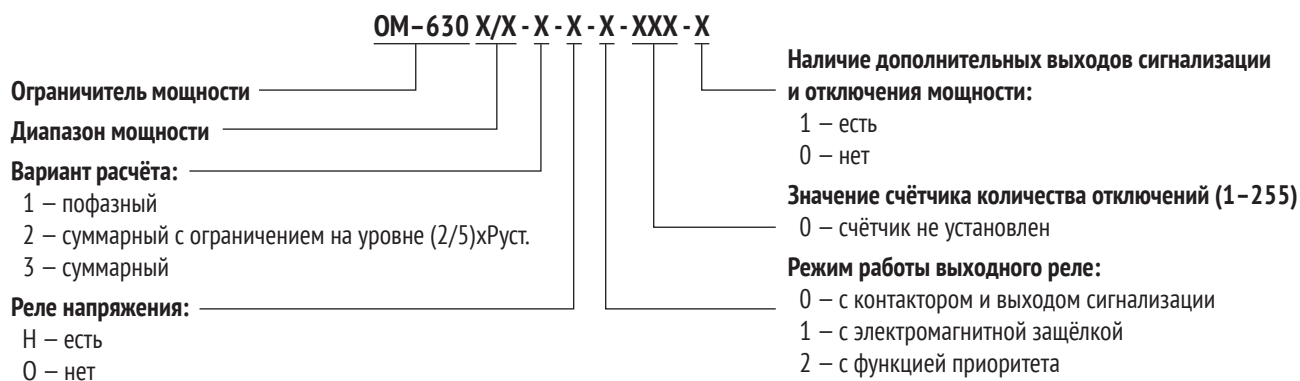 ОМ–630 Х/Х - Х - Х - Х - ХХХ - Х
Ограничитель мощности
Диапазон мощности
Вариант расчёта:
1 — пофазный
2 — суммарный с ограничением на уровне (2/5)хРуст.
3 — суммарный
Реле напряжения:
Н — есть
О — нет
Наличие дополнительных выходов сигнализации
и отключения мощности:
1 — есть
0 — нет
Значение счётчика количества отключений (1–255)
0 — счётчик не установлен
Режим работы выходного реле:
0 — с контактором и выходом сигнализации
1 — с электромагнитной защёлкой
2 — с функцией приоритета